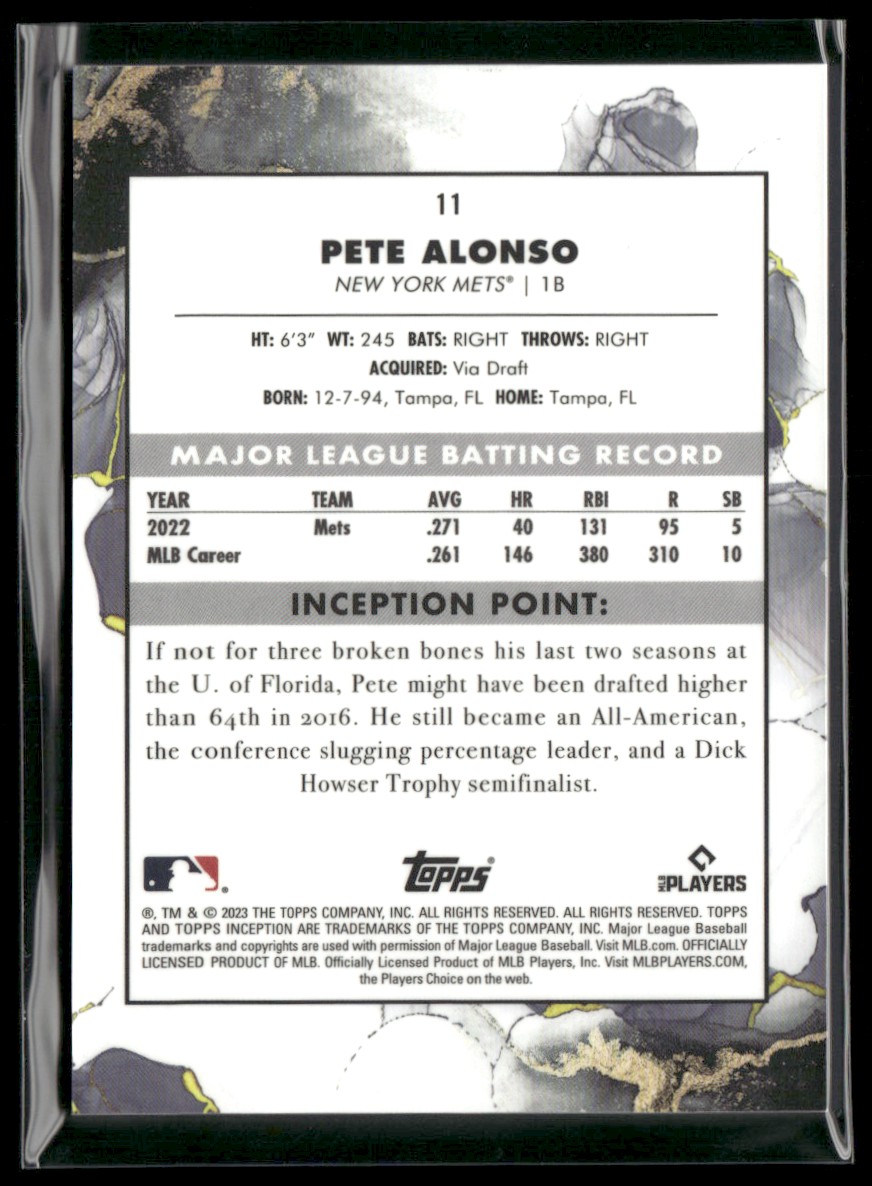 11
PETE ALONSO
NEW YORK METS® | 1B
HT: 6'3" WT: 245 BATS: RIGHT THROWS: RIGHT
ACQUIRED: Via Draft
BORN: 12-7-94, Tampa, FL HOME: Tampa, FL
MAJOR LEAGUE BATTING RECORD
YEAR TEAM AVG HR RBI R SB
2022 Mets .271 40 131 95 5
MLB Career .261 146 380 310 10
INCEPTION POINT:
If not for three broken bones his last two seasons at
the U. of Florida, Pete might have been drafted higher
than 64th in 2016. He still became an All-American,
the conference slugging percentage leader, and a Dick
Howser Trophy semifinalist.
® Topps® MLB PLAYERS
®, TM & © 2023 THE TOPPS COMPANY, INC. ALL RIGHTS RESERVED. ALL RIGHTS RESERVED. TOPPS
AND TOPPS INCEPTION ARE TRADEMARKS OF THE TOPPS COMPANY, INC. Major League Baseball
trademarks and copyrights are used with permission of Major League Baseball. Visit MLB.com. OFFICIALLY
LICENSED PRODUCT OF MLB. Officially Licensed Product of MLB Players, Inc. Visit MLBPLAYERS.COM,
the Players Choice on the web.